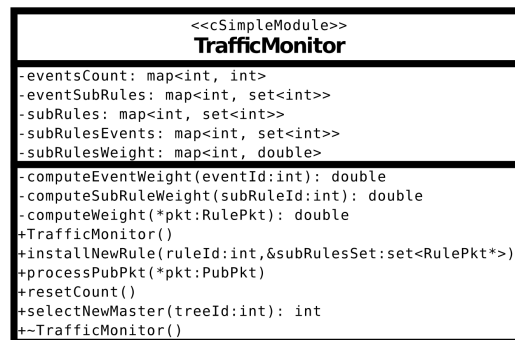 <<cSimpleModule>>
TrafficMonitor
-eventsCount: map<int, int>
-eventSubRules: map<int, set<int>>
-subRules: map<int, set<int>>
-subRulesEvents: map<int, set<int>>
-subRulesWeight: map<int, double>
-computeEventWeight(eventId:int): double
-computeSubRuleWeight(subRuleId:int): double
-computeWeight(*pkt:RulePkt): double
+TrafficMonitor()
+installNewRule(ruleId:int,&subRulesSet:set<RulePkt*>)
+processPubPkt(*pkt:PubPkt)
+resetCount()
+selectNewMaster(treeId:int): int
+~TrafficMonitor()